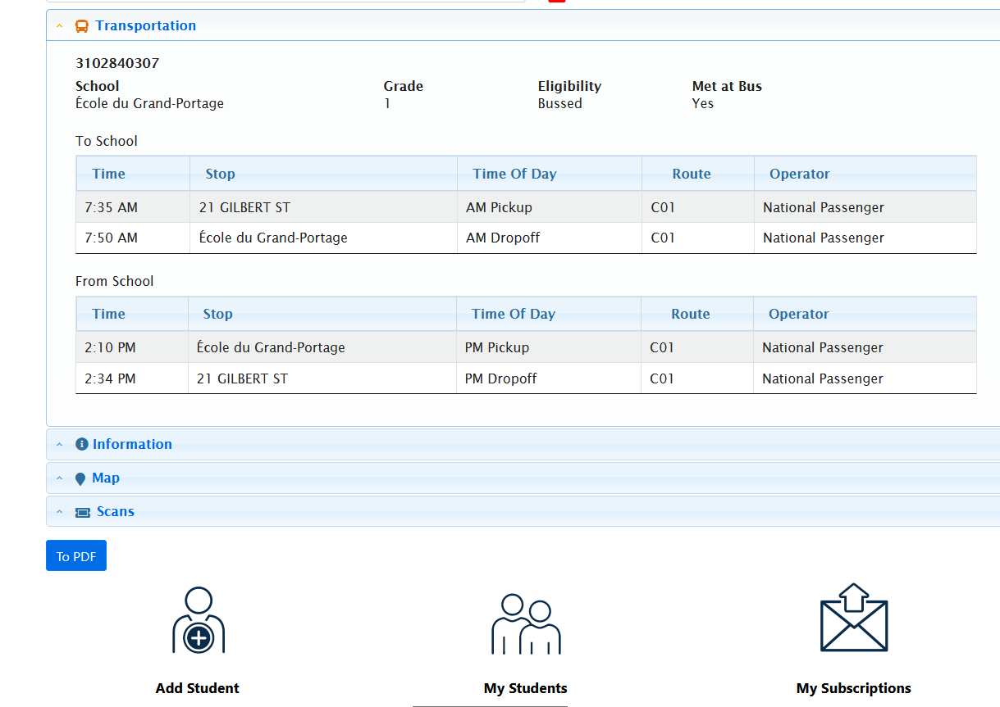 Transportation
3102840307
School Grade Eligibility Met at Bus
École du Grand-Portage 1 Bussed Yes
To School
Time Stop Time Of Day Route Operator
7:35 AM 21 GILBERT ST AM Pickup C01 National Passenger
7:50 AM École du Grand-Portage AM Dropoff C01 National Passenger
From School
Time Stop Time Of Day Route Operator
2:10 PM École du Grand-Portage PM Pickup C01 National Passenger
2:34 PM 21 GILBERT ST PM Dropoff C01 National Passenger
Information
Map
Scans
To PDF
Add Student My Students My Subscriptions